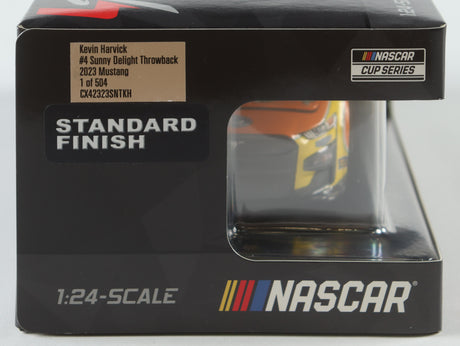 Kevin Harvick
#4 Sunny Delight Throwback
2023 Mustang
1 of 504
CX42323SNTKH
NASCAR
CUP SERIES
STANDARD
FINISH
1:24-SCALE
NASCAR